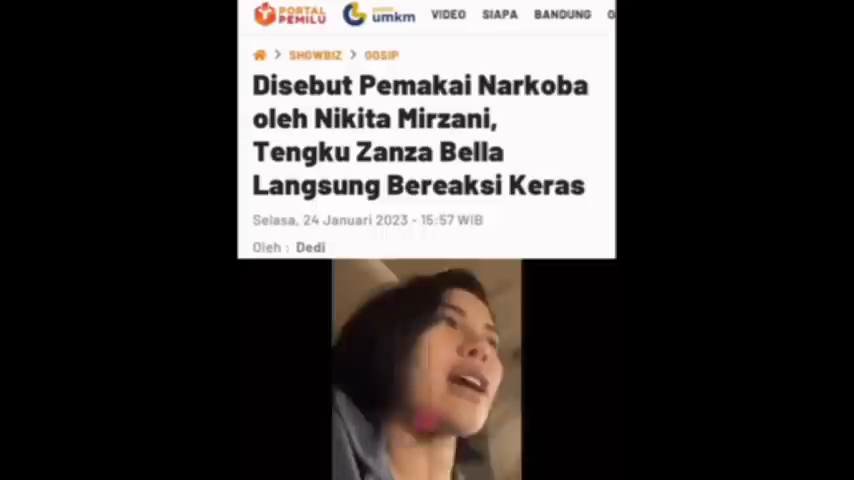 PORTAL PEMILU umkm VIDEO SIAPA BANDUNG
SHOWBIZ > GOSIP
Disebut Pemakai Narkoba
oleh Nikita Mirzani,
Tengku Zanza Bella
Langsung Bereaksi Keras
Selasa, 24 Januari 2023 - 15:57 WIB
Oleh : Dedi